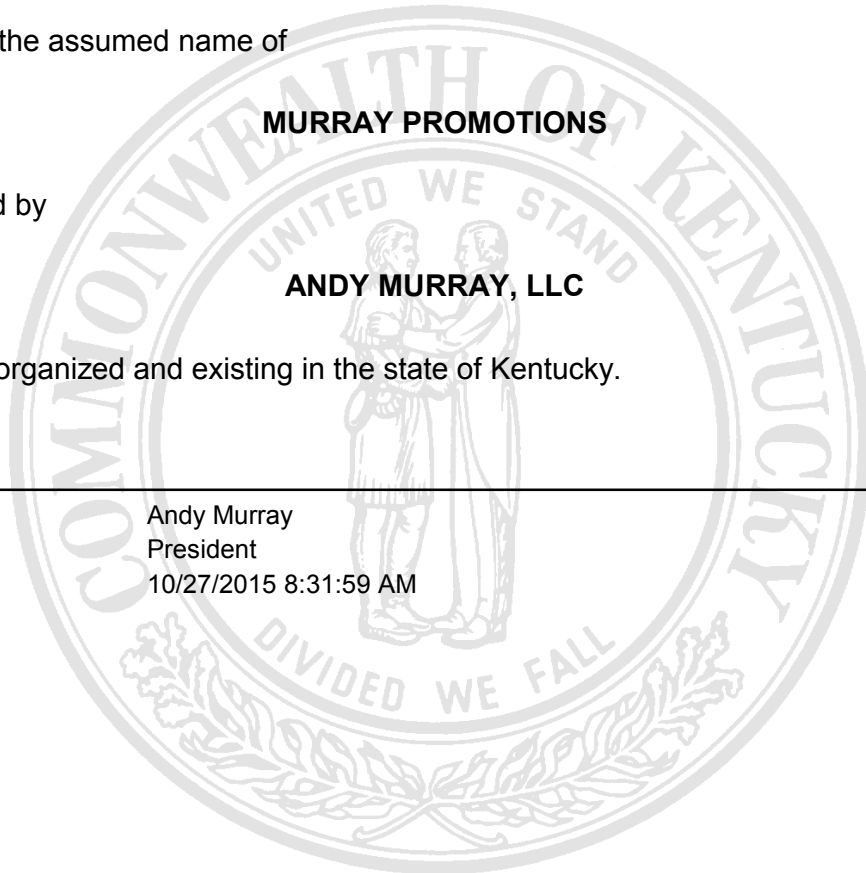 the assumed name of
MURRAY PROMOTIONS
d by
ANDY MURRAY, LLC
organized and existing in the state of Kentucky.
Andy Murray
President
10/27/2015 8:31:59 AM
COMMONWEALTH OF KENTUCKY
UNITED WE STAND
DIVIDED WE FALL